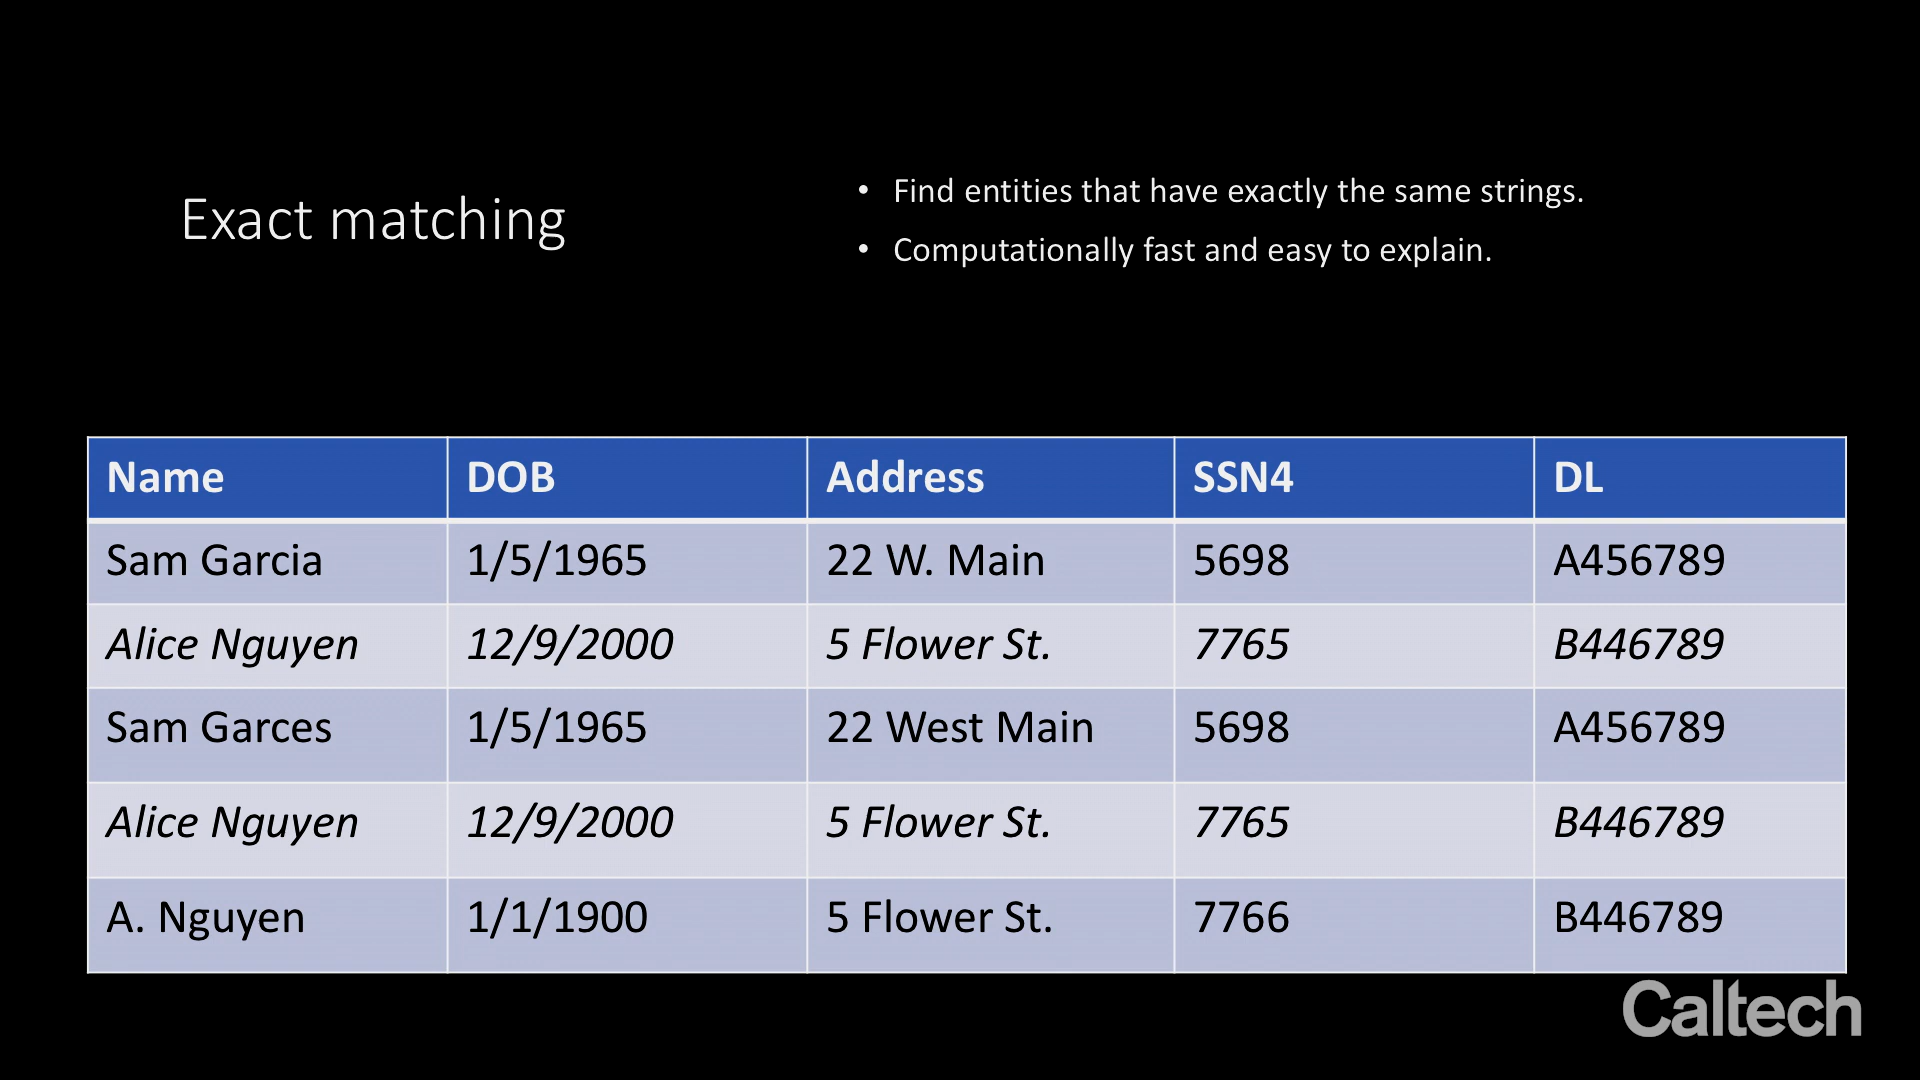 Exact matching
• Find entities that have exactly the same strings.
• Computationally fast and easy to explain.
Name DOB Address SSN4 DL
Sam Garcia 1/5/1965 22 W. Main 5698 A456789
Alice Nguyen 12/9/2000 5 Flower St. 7765 B446789
Sam Garces 1/5/1965 22 West Main 5698 A456789
Alice Nguyen 12/9/2000 5 Flower St. 7765 B446789
A. Nguyen 1/1/1900 5 Flower St. 7766 B446789
Caltech